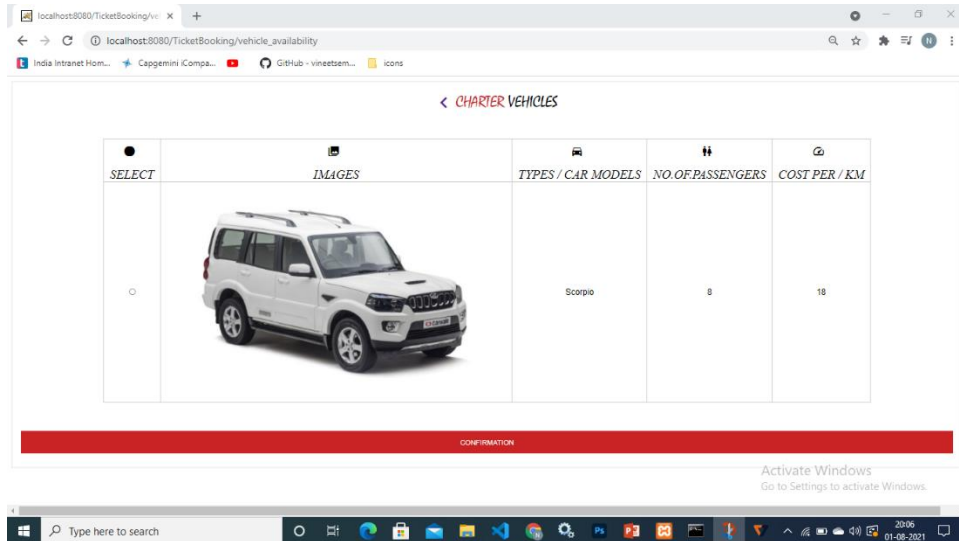 localhost:8080/TicketBooking/ve
localhost:8080/TicketBooking/vehicle_availability
N
India Intranet Hom...
Capgemini iCompa...
GitHub - vineetsem...
icons
CHARTER VEHICLES
SELECT IMAGES TYPES / CAR MODELS NO.OF.PASSENGERS COST PER / KM
Scorpio 8 18
CONFIRMATION
Activate Windows
Go to Settings to activate Windows.
Type here to search
Ps
20:06
01-08-2021